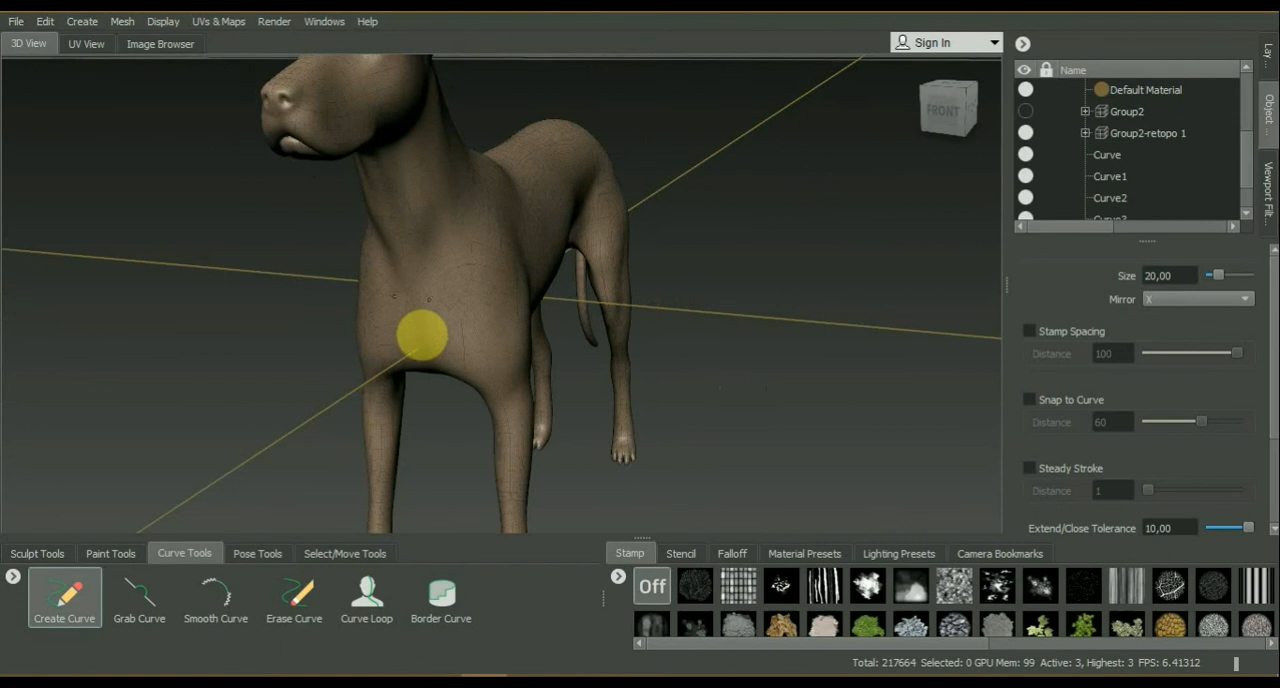 File Edit Create Mesh Display UVs & Maps Render Windows Help
3D View UV View Image Browser
Sign In
Lay...
Name
Default Material
Group2
Group2-retopo 1
Curve
Curve1
Curve2
Object ...
Viewport Filt...
FRONT
Size 20,00
Mirror X
Stamp Spacing
Distance 100
Snap to Curve
Distance 60
Steady Stroke
Distance 1
Extend/Close Tolerance 10,00
Sculpt Tools Paint Tools Curve Tools Pose Tools Select/Move Tools
Stamp Stencil Falloff Material Presets Lighting Presets Camera Bookmarks
Create Curve Grab Curve Smooth Curve Erase Curve Curve Loop Border Curve
Off
Total: 217664 Selected: 0 GPU Mem: 99 Active: 3, Highest: 3 FPS: 6.41312